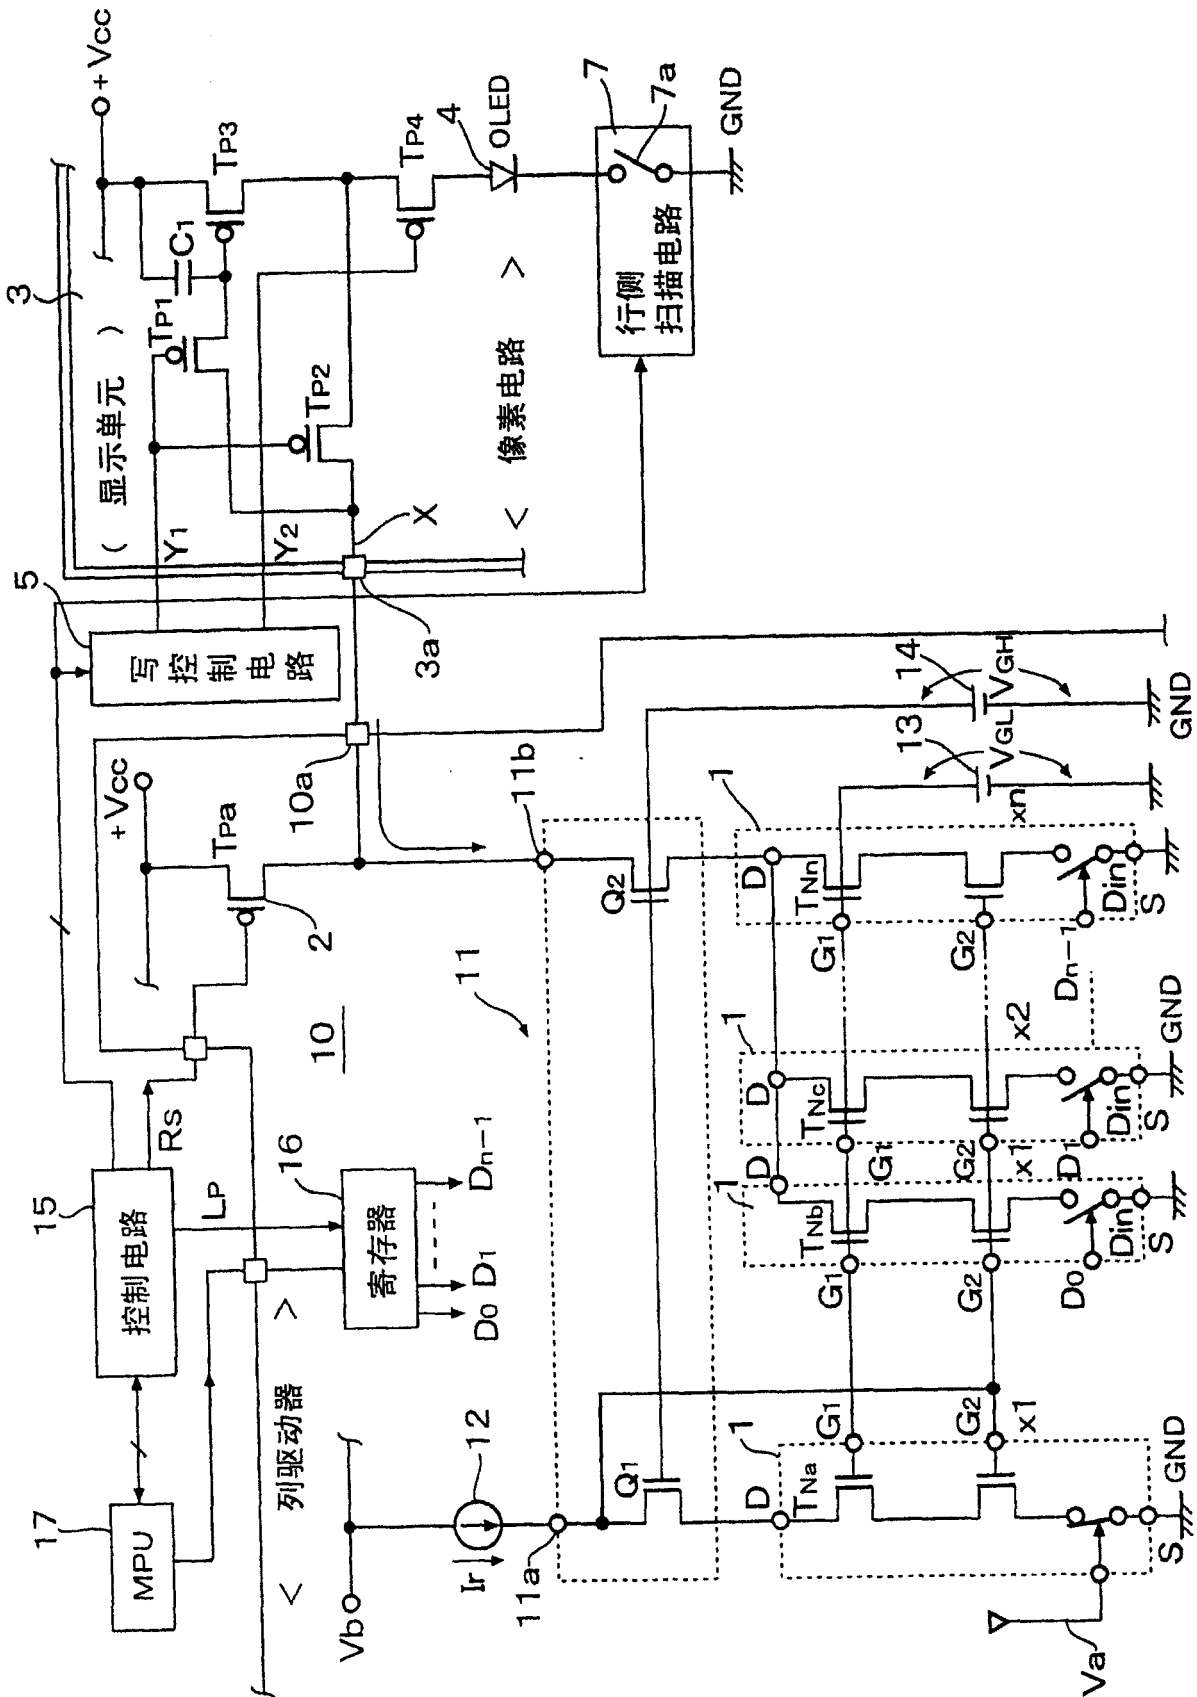 3
( 显示单元 )
+Vcc
TP3
C1
TP1
TP4
4
OLED
7
7a
GND
行侧
扫描电路
< 像素电路 >
TP2
Y1
Y2
X
3a
5
写控制电路
+Vcc
TPa
2
10a
10
11
11b
Rs
15
控制电路
LP
16
寄存器
D0
D1
Dn-1
17
MPU
< 列驱动器 >
Vb
Ir
12
11a
Q1
Q2
13
VGL
14
VGH
GND
1
D
TNa
G1
G2
x1
S
GND
Va
1
D
TNb
G1
G2
x1
D0
Din
S
1
D
TNc
G1
G2
x2
D1
Din
S
GND
1
D
TNn
G1
G2
xn
Dn-1
Din
S